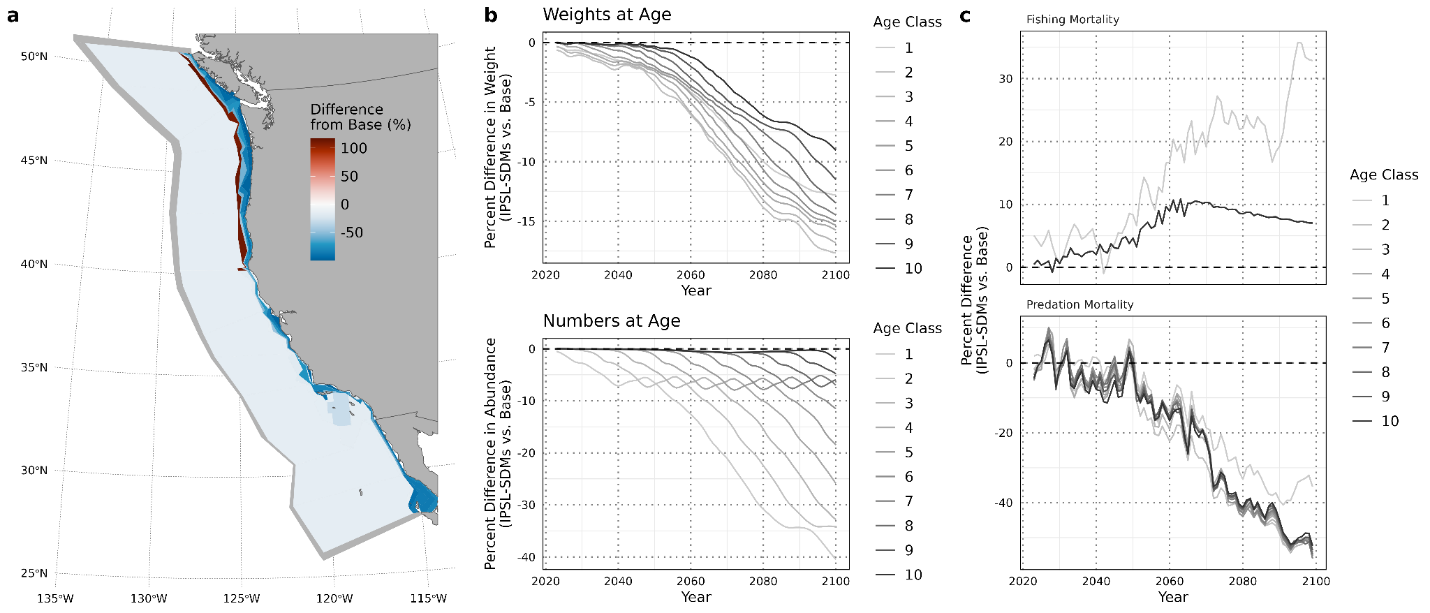 a
50°N
45°N
40°N
35°N
30°N
25°N
135°W
130°W
125°W
120°W
115°W
Difference
from Base (%)
100
50
0
-50
b
Weights at Age
Percent Difference in Weight
(IPSL-SDMs vs. Base)
0
-5
-10
-15
2020
2040
2060
2080
2100
Year
Age Class
1
2
3
4
5
6
7
8
9
10
Numbers at Age
Percent Difference in Abundance
(IPSL-SDMs vs. Base)
0
-10
-20
-30
-40
2020
2040
2060
2080
2100
Year
Age Class
1
2
3
4
5
6
7
8
9
10
c
Fishing Mortality
30
20
10
0
Percent Difference
(IPSL-SDMs vs. Base)
Predation Mortality
0
-20
-40
2020
2040
2060
2080
2100
Year
Age Class
1
2
3
4
5
6
7
8
9
10